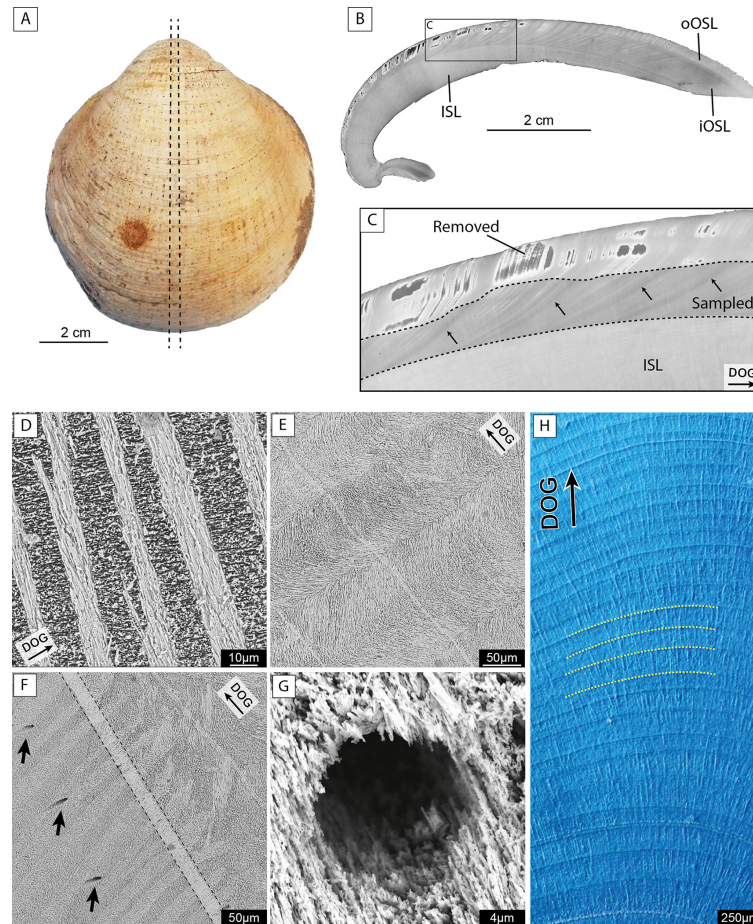 A
2 cm
B
C
oOSL
ISL
iOSL
2 cm
C
Removed
Sampled
ISL
DOG
D
DOG
10µm
E
DOG
50µm
F
DOG
50µm
G
4µm
H
DOG
250µm